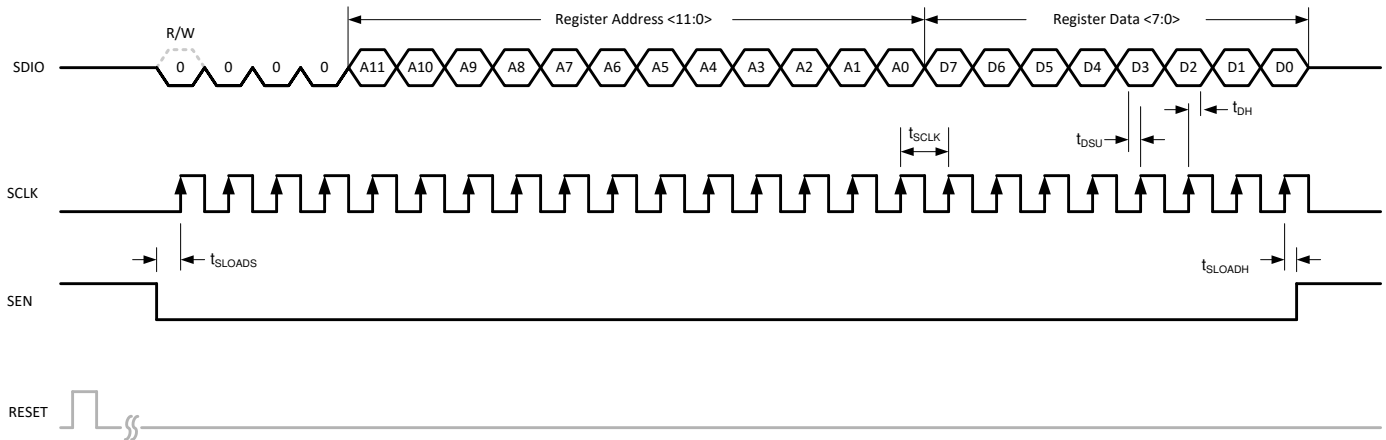 Register Address <11:0> Register Data <7:0>
R/W
SDIO 0 0 0 0 A11 A10 A9 A8 A7 A6 A5 A4 A3 A2 A1 A0 D7 D6 D5 D4 D3 D2 D1 D0
tDH
tSCLK tDSU
SCLK
tSLOADS tSLOADH
SEN
RESET